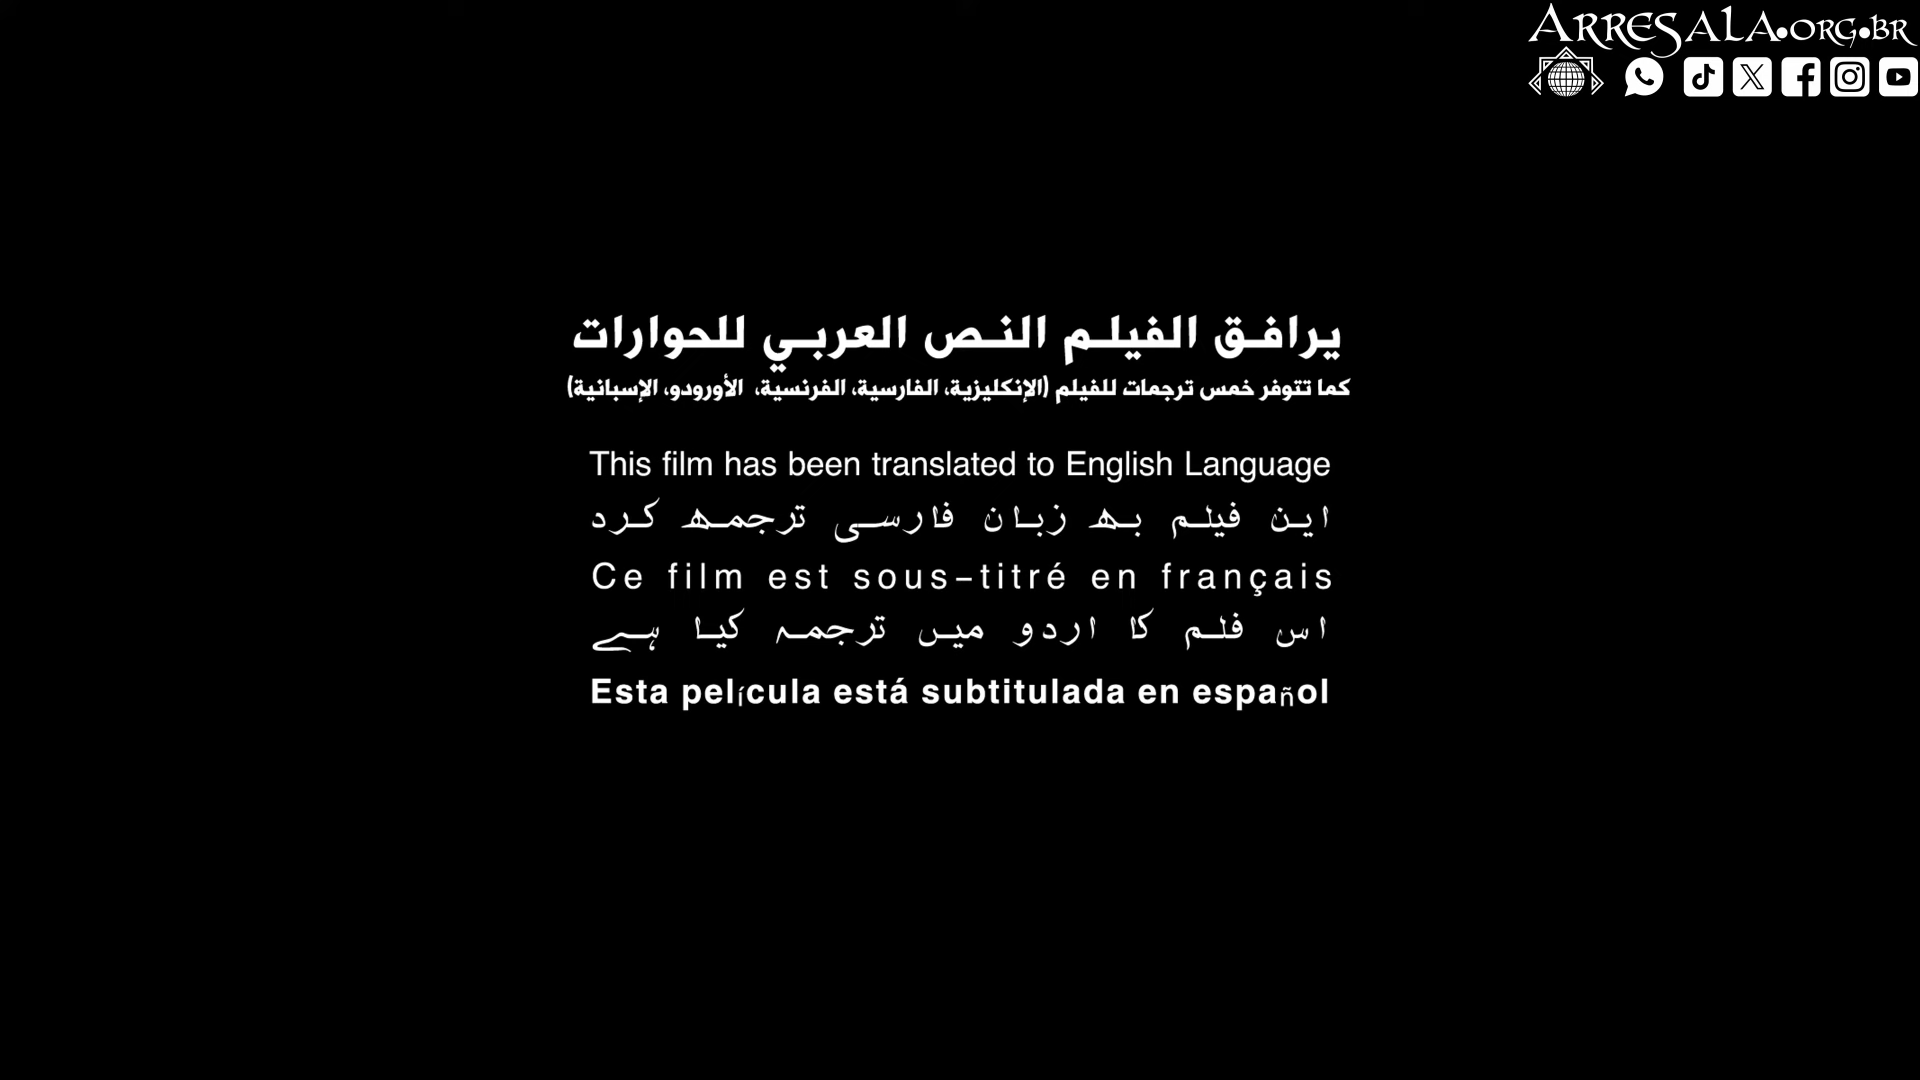 ARRESALA.ORG.BR
يرافق الفيلم النص العربي للحوارات
كما تتوفر خمس ترجمات للفيلم (الإنكليزية، الفارسية، الفرنسية، الأورودو، الإسبانية)
This film has been translated to English Language
این فیلم بھ زبان فارسی ترجمھ کرد
Ce film est sous-titré en français
اس فلم کا اردو میں ترجمہ کیا ہے
Esta película está subtitulada en español